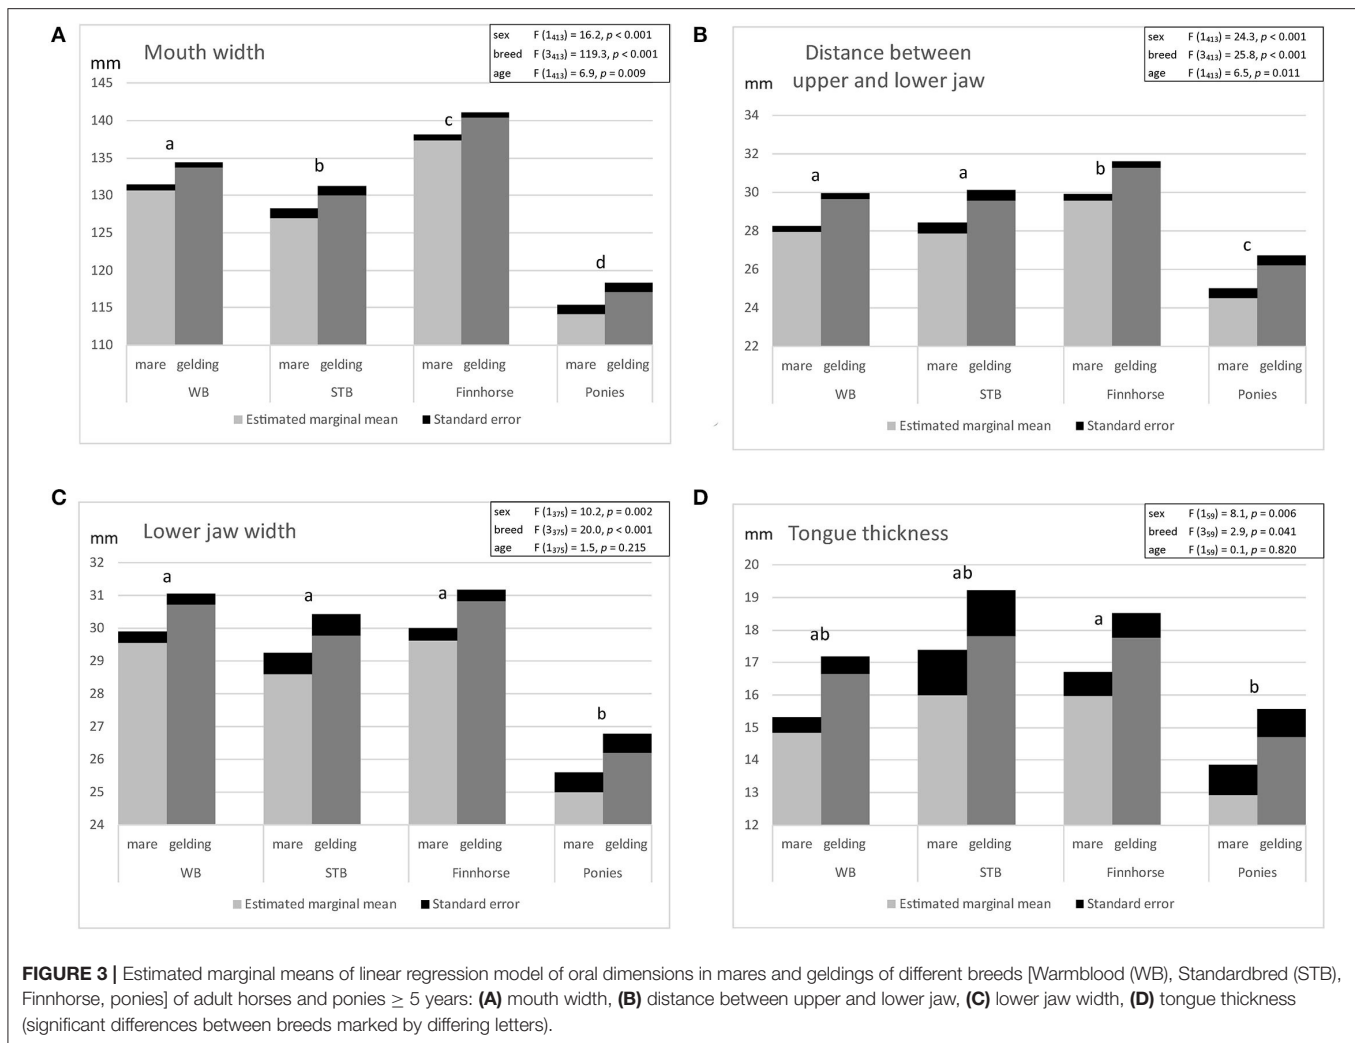 A
Mouth width
sex F (1₄₁₃) = 16.2, p < 0.001
breed F (3₄₁₃) = 119.3, p < 0.001
age F (1₄₁₃) = 6.9, p = 0.009
mm
145
140
135
130
125
120
115
110
a
b
c
d
mare gelding mare gelding mare gelding mare gelding
WB STB Finnhorse Ponies
Estimated marginal mean Standard error
B
Distance between
upper and lower jaw
sex F (1₄₁₃) = 24.3, p < 0.001
breed F (3₄₁₃) = 25.8, p < 0.001
age F (1₄₁₃) = 6.5, p = 0.011
mm
34
32
30
28
26
24
22
a
a
b
c
mare gelding mare gelding mare gelding mare gelding
WB STB Finnhorse Ponies
Estimated marginal mean Standard error
C
Lower jaw width
sex F (1₃₇₅) = 10.2, p = 0.002
breed F (3₃₇₅) = 20.0, p < 0.001
age F (1₃₇₅) = 1.5, p = 0.215
mm
32
31
30
29
28
27
26
25
24
a
a
a
b
mare gelding mare gelding mare gelding mare gelding
WB STB Finnhorse Ponies
Estimated marginal mean Standard error
D
Tongue thickness
sex F (1₅₉) = 8.1, p = 0.006
breed F (3₅₉) = 2.9, p = 0.041
age F (1₅₉) = 0.1, p = 0.820
mm
20
19
18
17
16
15
14
13
12
ab
ab
a
b
mare gelding mare gelding mare gelding mare gelding
WB STB Finnhorse Ponies
Estimated marginal mean Standard error
FIGURE 3 | Estimated marginal means of linear regression model of oral dimensions in mares and geldings of different breeds [Warmblood (WB), Standardbred (STB),
Finnhorse, ponies] of adult horses and ponies ≥ 5 years: (A) mouth width, (B) distance between upper and lower jaw, (C) lower jaw width, (D) tongue thickness
(significant differences between breeds marked by differing letters).